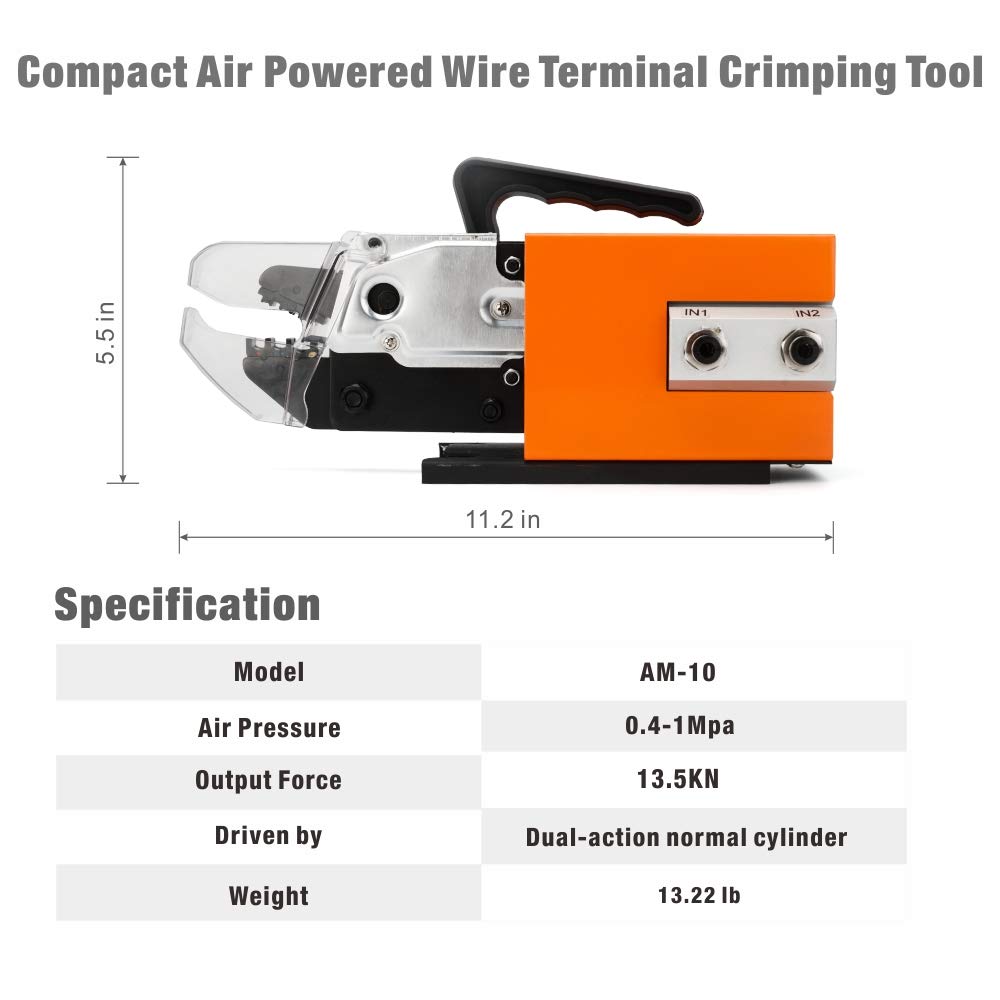 Compact Air Powered Wire Terminal Crimping Tool
5.5 in
IN1 IN2
11.2 in
Specification
Model AM-10
Air Pressure 0.4-1Mpa
Output Force 13.5KN
Driven by Dual-action normal cylinder
Weight 13.22 lb